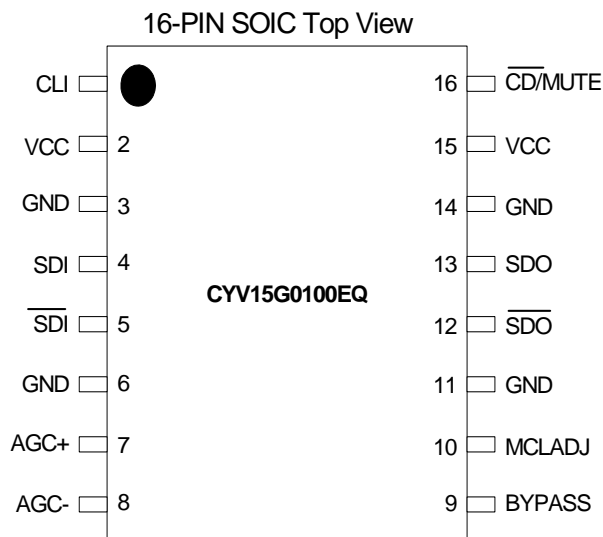 16-PIN SOIC Top View
CLI 16 CD/MUTE
VCC 2 15 VCC
GND 3 14 GND
SDI 4 13 SDO
CYV15G0100EQ
SDI 5 12 SDO
GND 6 11 GND
AGC+ 7 10 MCLADJ
AGC- 8 9 BYPASS